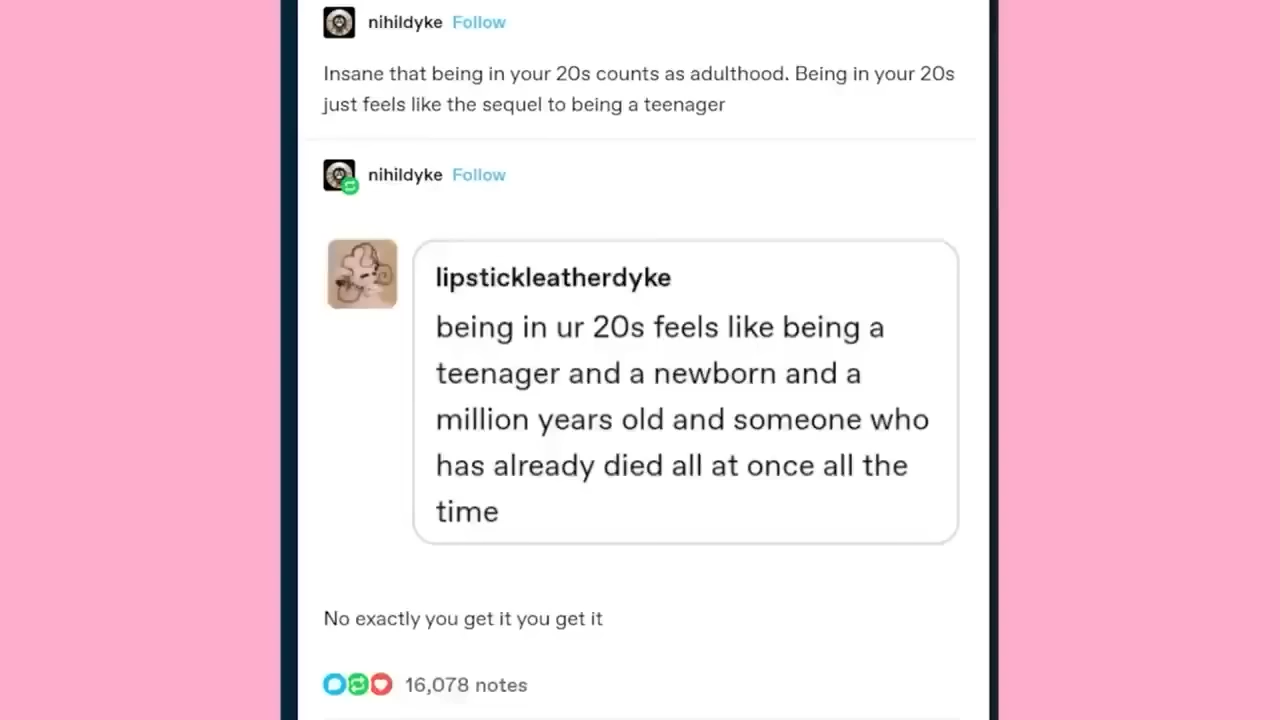 nihildyke Follow
Insane that being in your 20s counts as adulthood. Being in your 20s
just feels like the sequel to being a teenager
nihildyke Follow
lipstickleatherdyke
being in ur 20s feels like being a
teenager and a newborn and a
million years old and someone who
has already died all at once all the
time
No exactly you get it you get it
16,078 notes